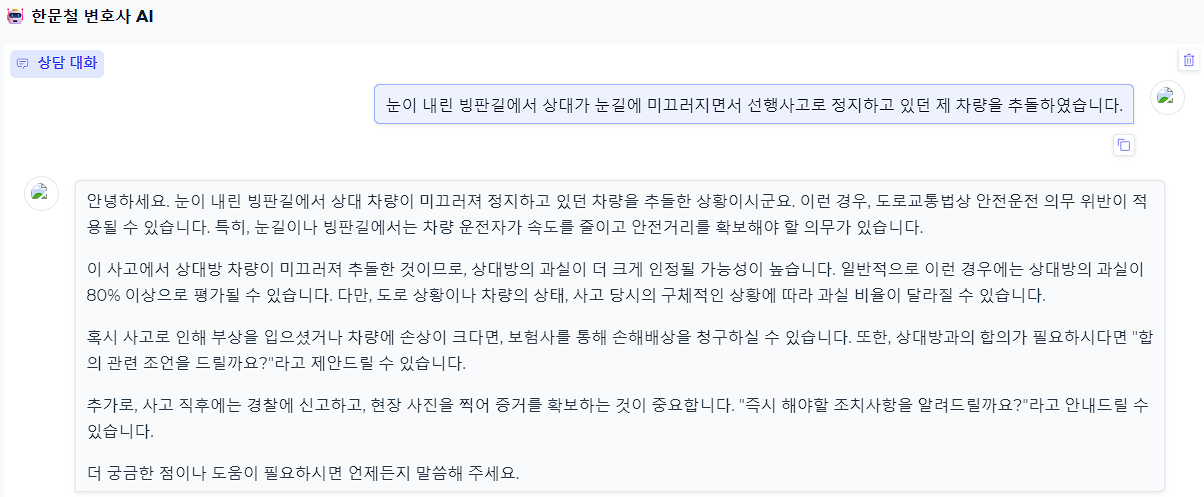 한문철 변호사 AI
상담 대화
눈이 내린 빙판길에서 상대가 눈길에 미끄러지면서 선행사고로 정지하고 있던 제 차량을 추돌하였습니다.
안녕하세요. 눈이 내린 빙판길에서 상대 차량이 미끄러져 정지하고 있던 차량을 추돌한 상황이시군요. 이런 경우, 도로교통법상 안전운전 의무 위반이 적
용될 수 있습니다. 특히, 눈길이나 빙판길에서는 차량 운전자가 속도를 줄이고 안전거리를 확보해야 할 의무가 있습니다.
이 사고에서 상대방 차량이 미끄러져 추돌한 것이므로, 상대방의 과실이 더 크게 인정될 가능성이 높습니다. 일반적으로 이런 경우에는 상대방의 과실이
80% 이상으로 평가될 수 있습니다. 다만, 도로 상황이나 차량의 상태, 사고 당시의 구체적인 상황에 따라 과실 비율이 달라질 수 있습니다.
혹시 사고로 인해 부상을 입으셨거나 차량에 손상이 크다면, 보험사를 통해 손해배상을 청구하실 수 있습니다. 또한, 상대방과의 합의가 필요하시다면 "합
의 관련 조언을 드릴까요?"라고 제안드릴 수 있습니다.
추가로, 사고 직후에는 경찰에 신고하고, 현장 사진을 찍어 증거를 확보하는 것이 중요합니다. "즉시 해야할 조치사항을 알려드릴까요?"라고 안내드릴 수
있습니다.
더 궁금한 점이나 도움이 필요하시면 언제든지 말씀해 주세요.